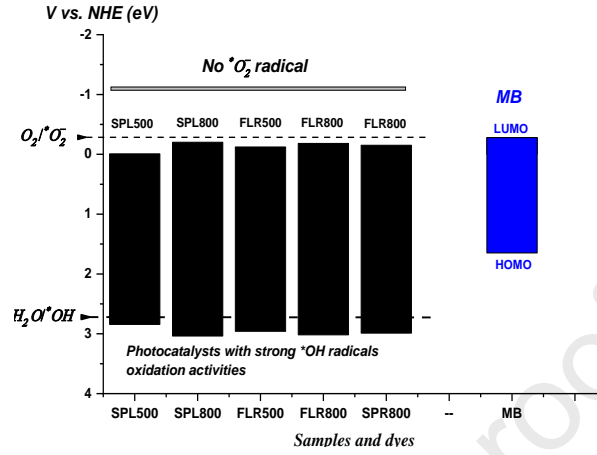 V vs. NHE (eV)
-2
No *O₂⁻ radical
-1
MB
SPL500 SPL800 FLR500 FLR800 FLR800
LUMO
O₂/*O₂⁻
0
1
HOMO
2
H₂O/*OH
3
Photocatalysts with strong *OH radicals
oxidation activities
4
SPL500 SPL800 FLR500 FLR800 SPR800 -- MB
Samples and dyes